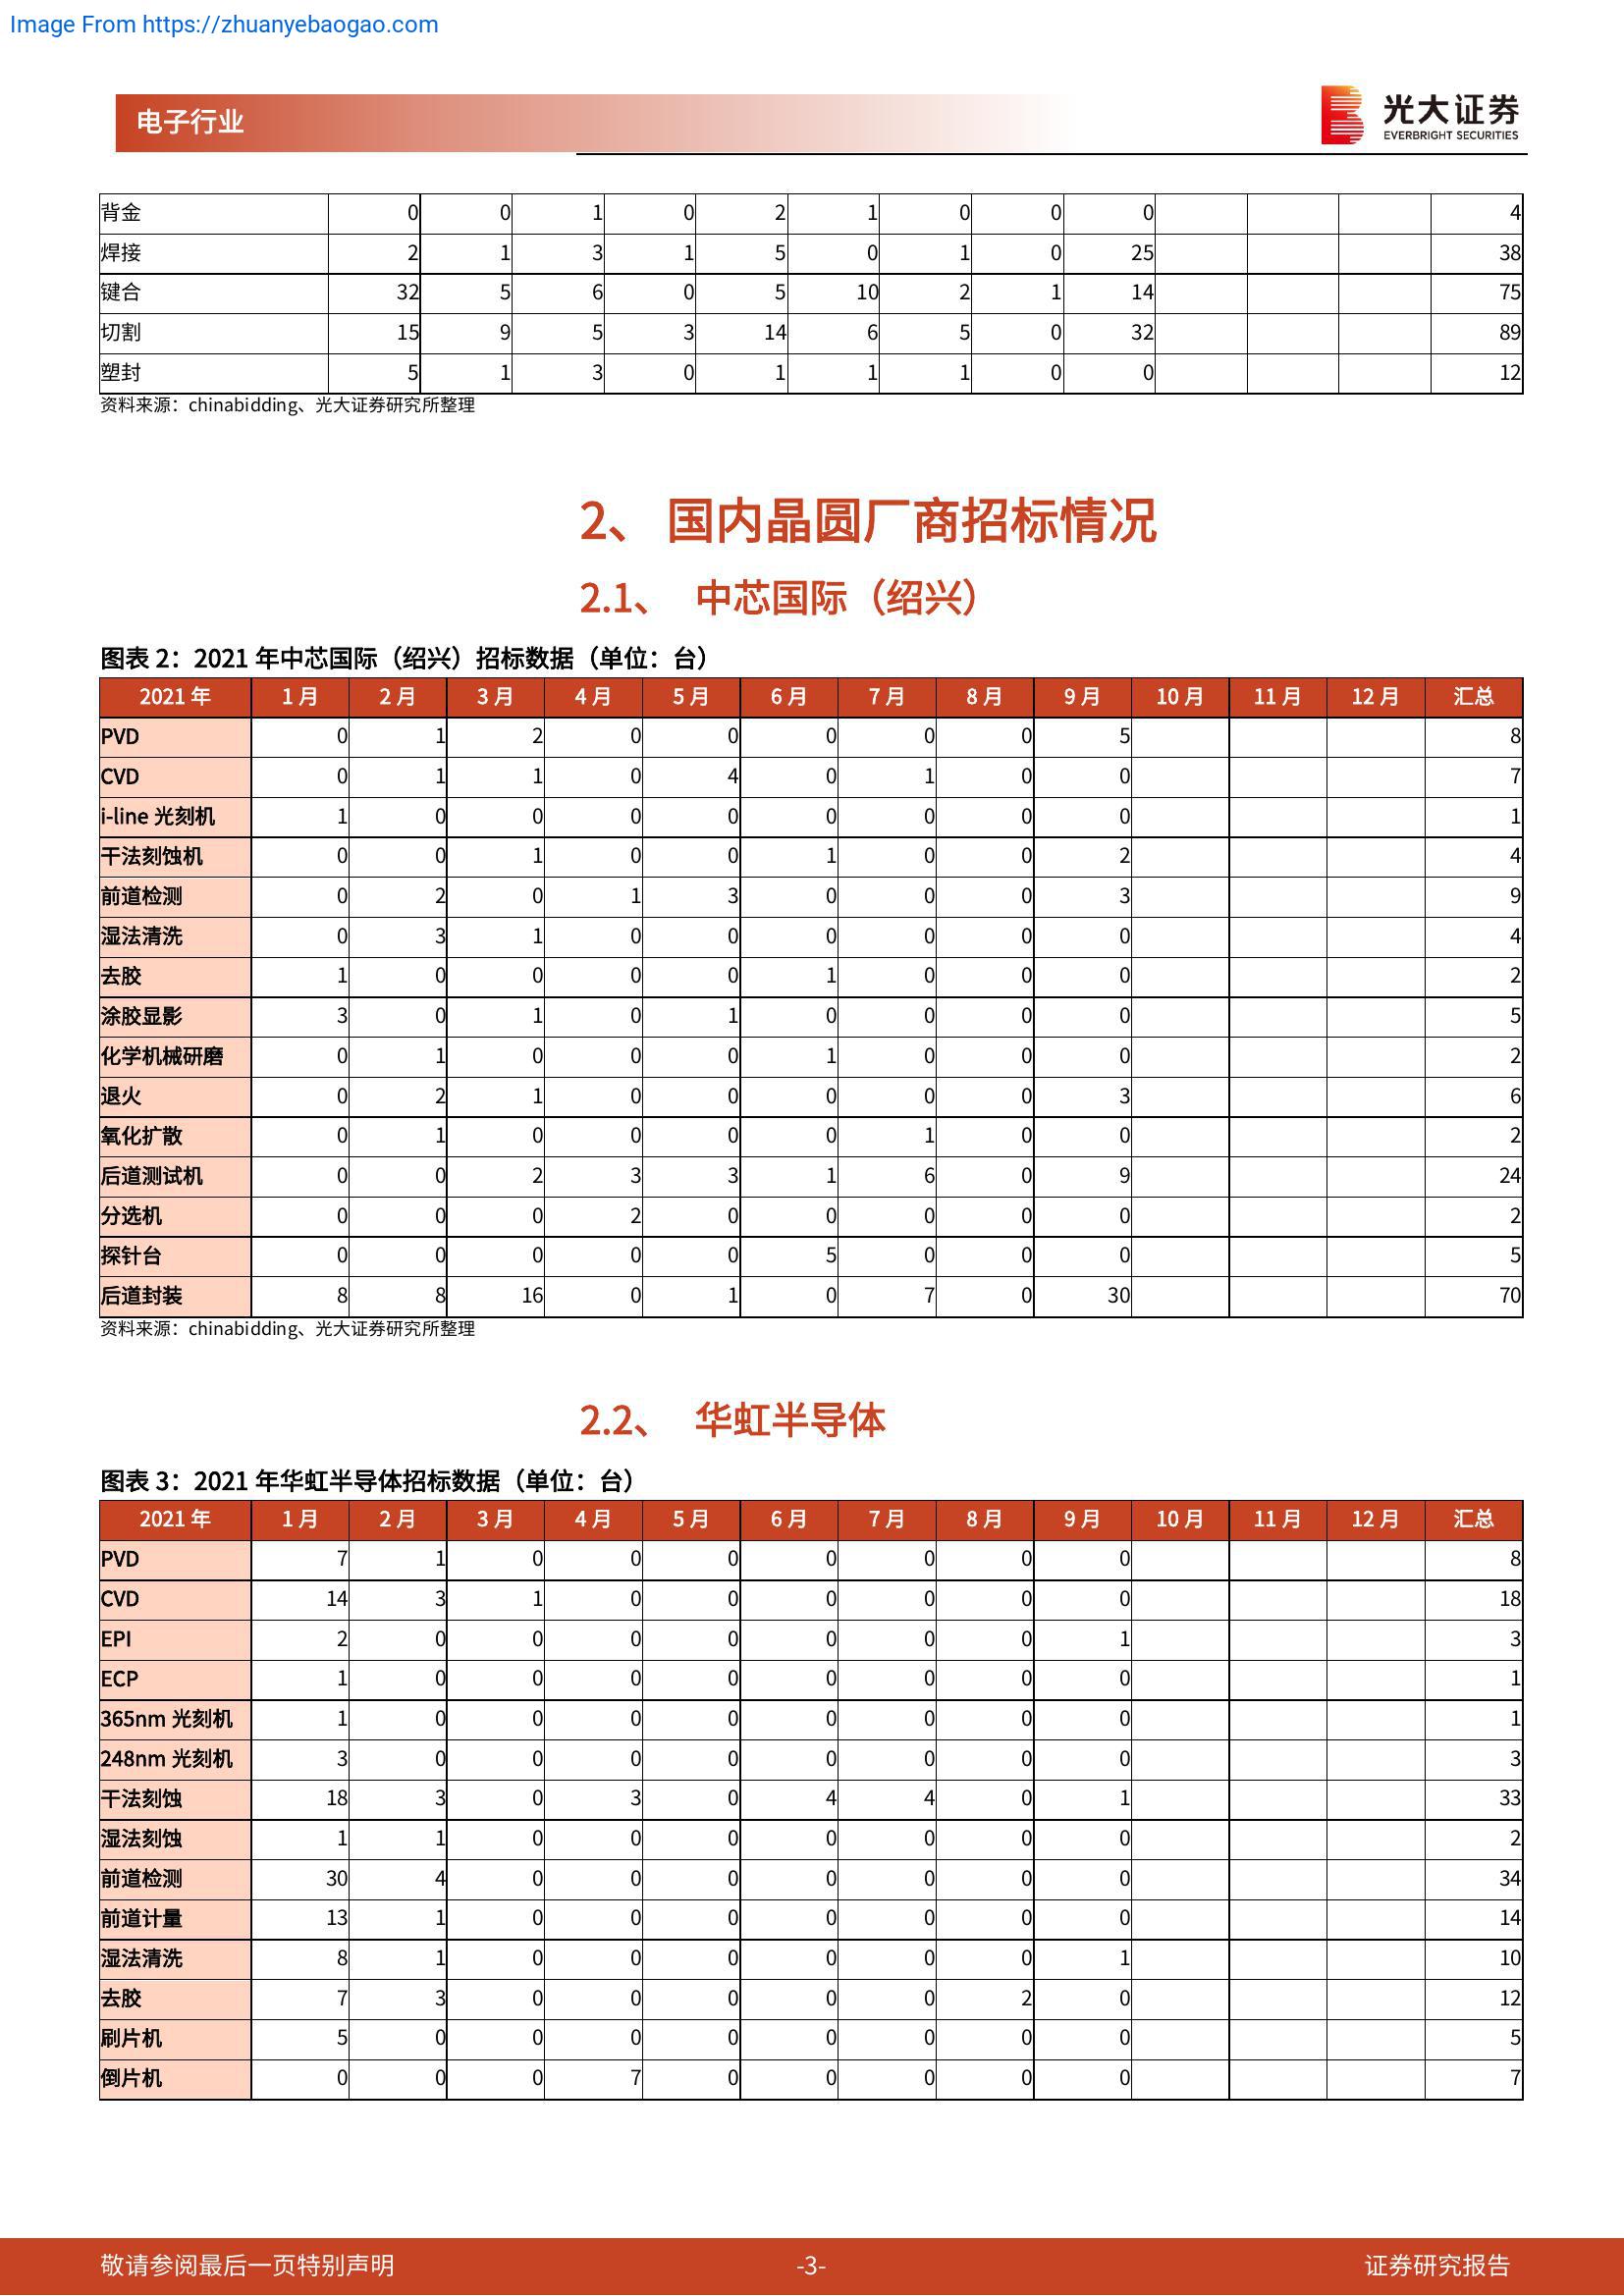 Image From https://zhuanyebaogao.com
电子行业
光大证券
EVERBRIGHT SECURITIES
背金 0 0 1 0 2 1 0 0 0 4
焊接 2 1 3 1 5 0 1 0 25 38
键合 32 5 6 0 5 10 2 1 14 75
切割 15 9 5 3 14 6 5 0 32 89
塑封 5 1 3 0 1 1 1 0 0 12
资料来源：chinabidding、光大证券研究所整理
2、 国内晶圆厂商招标情况
2.1、 中芯国际（绍兴）
图表 2：2021 年中芯国际（绍兴）招标数据（单位：台）
2021 年 1 月 2 月 3 月 4 月 5 月 6 月 7 月 8 月 9 月 10 月 11 月 12 月 汇总
PVD 0 1 2 0 0 0 0 0 5 8
CVD 0 1 1 0 4 0 1 0 0 7
i-line 光刻机 1 0 0 0 0 0 0 0 0 1
干法刻蚀机 0 0 1 0 0 1 0 0 2 4
前道检测 0 2 0 1 3 0 0 0 3 9
湿法清洗 0 3 1 0 0 0 0 0 0 4
去胶 1 0 0 0 0 1 0 0 0 2
涂胶显影 3 0 1 0 1 0 0 0 0 5
化学机械研磨 0 1 0 0 0 1 0 0 0 2
退火 0 2 1 0 0 0 0 0 3 6
氧化扩散 0 1 0 0 0 0 1 0 0 2
后道测试机 0 0 2 3 3 1 6 0 9 24
分选机 0 0 0 2 0 0 0 0 0 2
探针台 0 0 0 0 0 5 0 0 0 5
后道封装 8 8 16 0 1 0 7 0 30 70
资料来源：chinabidding、光大证券研究所整理
2.2、 华虹半导体
图表 3：2021 年华虹半导体招标数据（单位：台）
2021 年 1 月 2 月 3 月 4 月 5 月 6 月 7 月 8 月 9 月 10 月 11 月 12 月 汇总
PVD 7 1 0 0 0 0 0 0 0 8
CVD 14 3 1 0 0 0 0 0 0 18
EPI 2 0 0 0 0 0 0 0 1 3
ECP 1 0 0 0 0 0 0 0 0 1
365nm 光刻机 1 0 0 0 0 0 0 0 0 1
248nm 光刻机 3 0 0 0 0 0 0 0 0 3
干法刻蚀 18 3 0 3 0 4 4 0 1 33
湿法刻蚀 1 1 0 0 0 0 0 0 0 2
前道检测 30 4 0 0 0 0 0 0 0 34
前道计量 13 1 0 0 0 0 0 0 0 14
湿法清洗 8 1 0 0 0 0 0 0 1 10
去胶 7 3 0 0 0 0 0 2 0 12
刷片机 5 0 0 0 0 0 0 0 0 5
倒片机 0 0 0 7 0 0 0 0 0 7
敬请参阅最后一页特别声明 -3- 证券研究报告